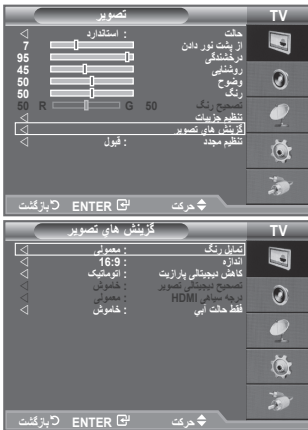 TV تصویر
حالت : استاندارد
از پشت نور دادن 7
درخشندگی 95
روشنایی 45
وضوح 50
رنگ 50
تصحیح رنگ 50 G R 50
تنظیم جزییات
گزینش های تصویر
تنظیم مجدد : قبول
حرکت ENTER بازگشت
TV گزینش های تصویر
تمایل رنگ : معمولی
اندازه : 16:9
کاهش دیجیتالی پارازیت : اتوماتیک
تصحیح دیجیتالی تصویر : خاموش
درجه سیاهی HDMI : معمولی
فقط حالت آبی : خاموش
حرکت ENTER بازگشت